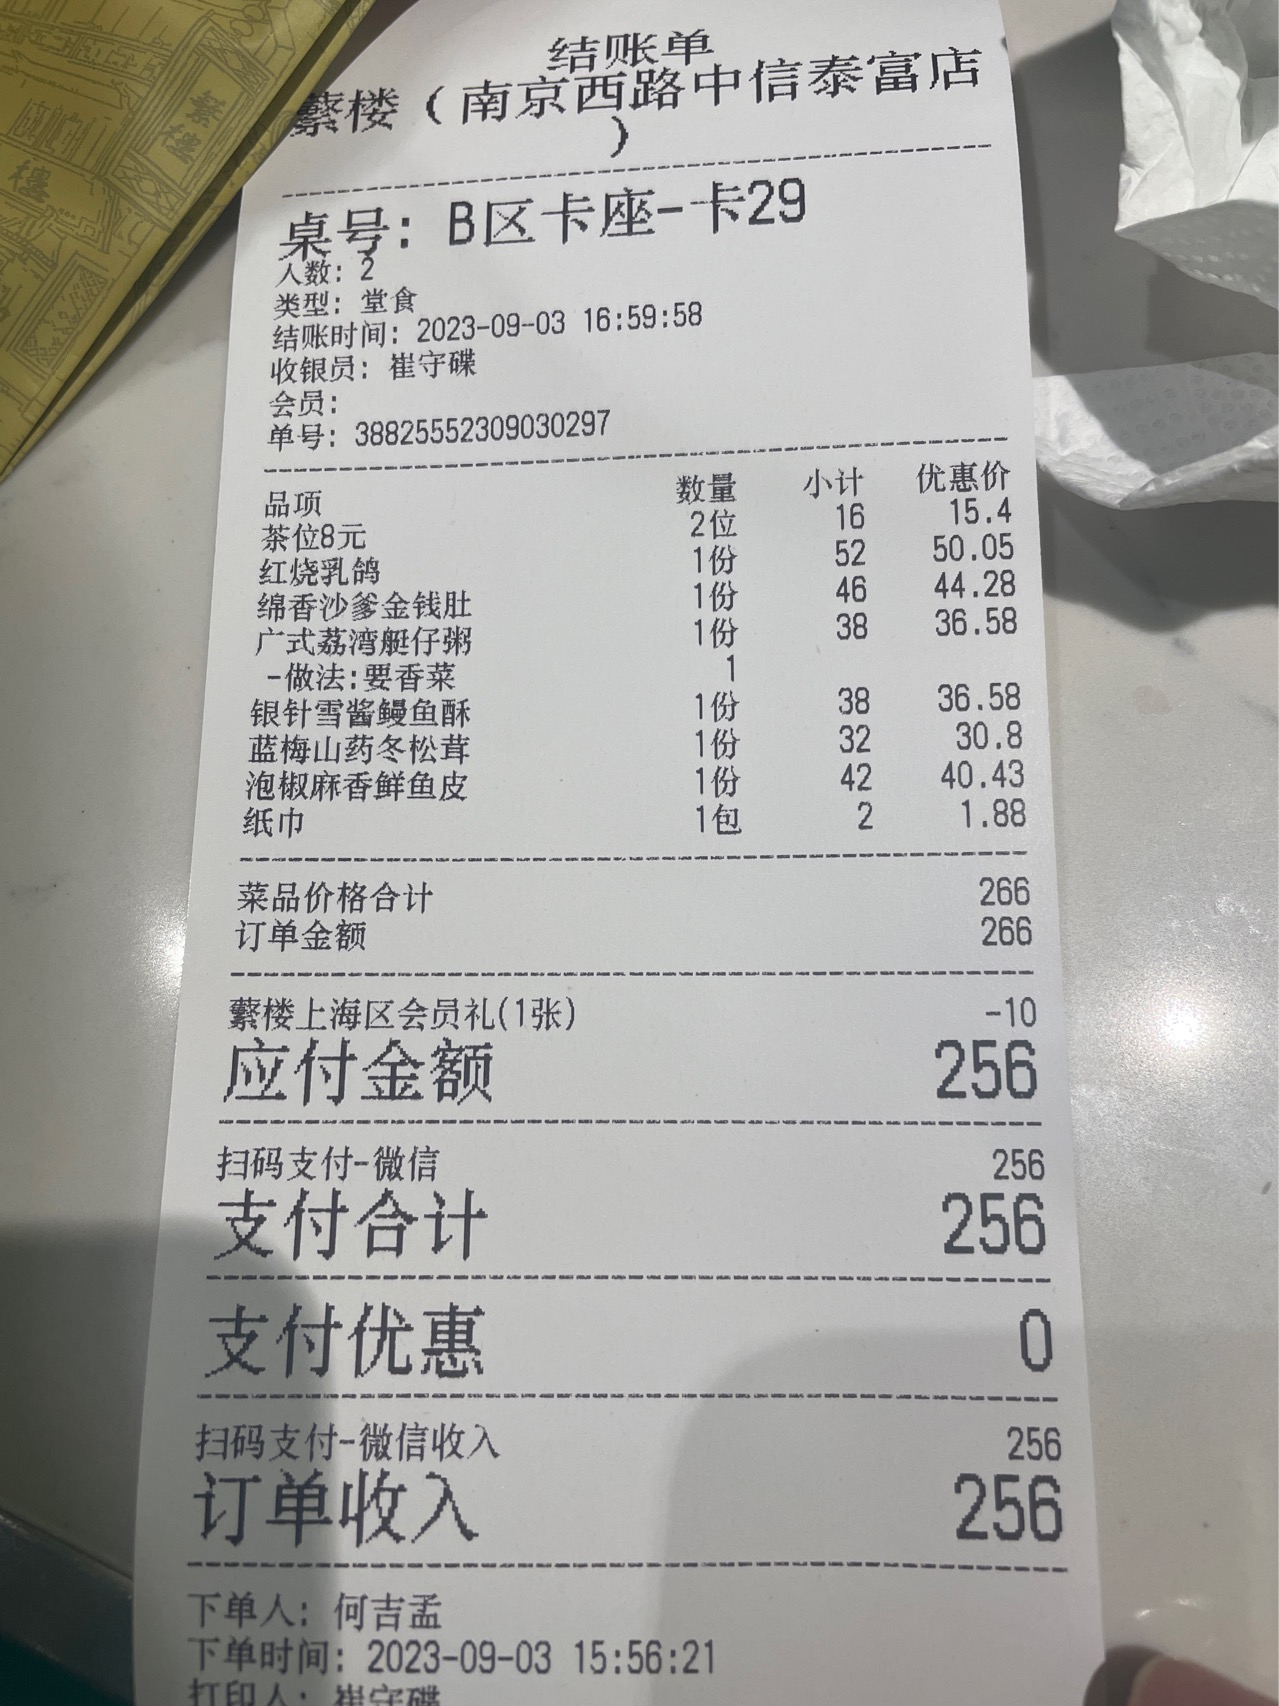 结账单
蘩楼（南京西路中信泰富店
）
桌号: B区卡座-卡29
人数: 2
类型: 堂食
结账时间: 2023-09-03 16:59:58
收银员: 崔守碟
会员:
单号: 38825552309030297
品项 数量 小计 优惠价
茶位8元 2位 16 15.4
红烧乳鸽 1份 52 50.05
绵香沙爹金钱肚 1份 46 44.28
广式荔湾艇仔粥 1份 38 36.58
-做法:要香菜 1
银针雪酱鳗鱼酥 1份 38 36.58
蓝梅山药冬松茸 1份 32 30.8
泡椒麻香鲜鱼皮 1份 42 40.43
纸巾 1包 2 1.88
菜品价格合计 266
订单金额 266
蘩楼上海区会员礼(1张) -10
应付金额 256
扫码支付-微信 256
支付合计 256
支付优惠 0
扫码支付-微信收入 256
订单收入 256
下单人: 何吉孟
下单时间: 2023-09-03 15:56:21
打印人: 崔守碟
蘩樓
樓